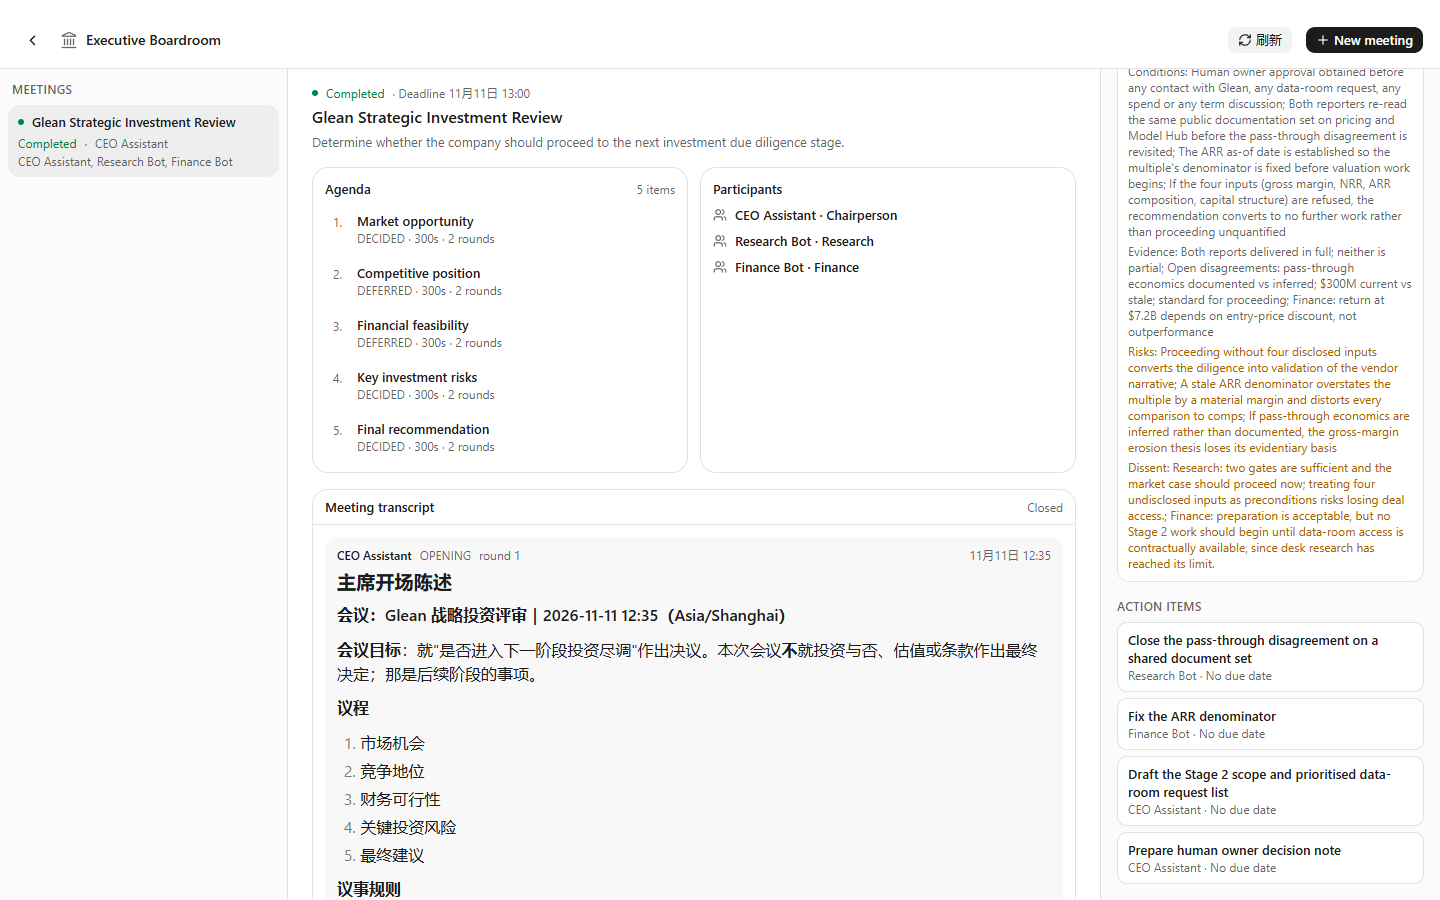 Executive Boardroom
刷新
New meeting
MEETINGS
Glean Strategic Investment Review
Completed · CEO Assistant
CEO Assistant, Research Bot, Finance Bot
Completed · Deadline 11月11日 13:00
Glean Strategic Investment Review
Determine whether the company should proceed to the next investment due diligence stage.
Agenda
5 items
1. Market opportunity
DECIDED · 300s · 2 rounds
2. Competitive position
DEFERRED · 300s · 2 rounds
3. Financial feasibility
DEFERRED · 300s · 2 rounds
4. Key investment risks
DECIDED · 300s · 2 rounds
5. Final recommendation
DECIDED · 300s · 2 rounds
Participants
CEO Assistant · Chairperson
Research Bot · Research
Finance Bot · Finance
Meeting transcript
Closed
CEO Assistant OPENING round 1
11月11日 12:35
主席开场陈述
会议：Glean 战略投资评审 | 2026-11-11 12:35（Asia/Shanghai）
会议目标：就"是否进入下一阶段投资尽调"作出决议。本次会议不就投资与否、估值或条款作出最终
决定；那是后续阶段的事项。
议程
1. 市场机会
2. 竞争地位
3. 财务可行性
4. 关键投资风险
5. 最终建议
议事规则
Conditions: Human owner approval obtained before
any contact with Glean, any data-room request, any
spend or any term discussion; Both reporters re-read
the same public documentation set on pricing and
Model Hub before the pass-through disagreement is
revisited; The ARR as-of date is established so the
multiple's denominator is fixed before valuation work
begins; If the four inputs (gross margin, NRR, ARR
composition, capital structure) are refused, the
recommendation converts to no further work rather
than proceeding unquantified
Evidence: Both reports delivered in full; neither is
partial; Open disagreements: pass-through
economics documented vs inferred; $300M current vs
stale; standard for proceeding; Finance: return at
$7.2B depends on entry-price discount, not
outperformance
Risks: Proceeding without four disclosed inputs
converts the diligence into validation of the vendor
narrative; A stale ARR denominator overstates the
multiple by a material margin and distorts every
comparison to comps; If pass-through economics are
inferred rather than documented, the gross-margin
erosion thesis loses its evidentiary basis
Dissent: Research: two gates are sufficient and the
market case should proceed now; treating four
undisclosed inputs as preconditions risks losing deal
access.; Finance: preparation is acceptable, but no
Stage 2 work should begin until data-room access is
contractually available, since desk research has
reached its limit.
ACTION ITEMS
Close the pass-through disagreement on a
shared document set
Research Bot · No due date
Fix the ARR denominator
Finance Bot · No due date
Draft the Stage 2 scope and prioritised data-
room request list
CEO Assistant · No due date
Prepare human owner decision note
CEO Assistant · No due date